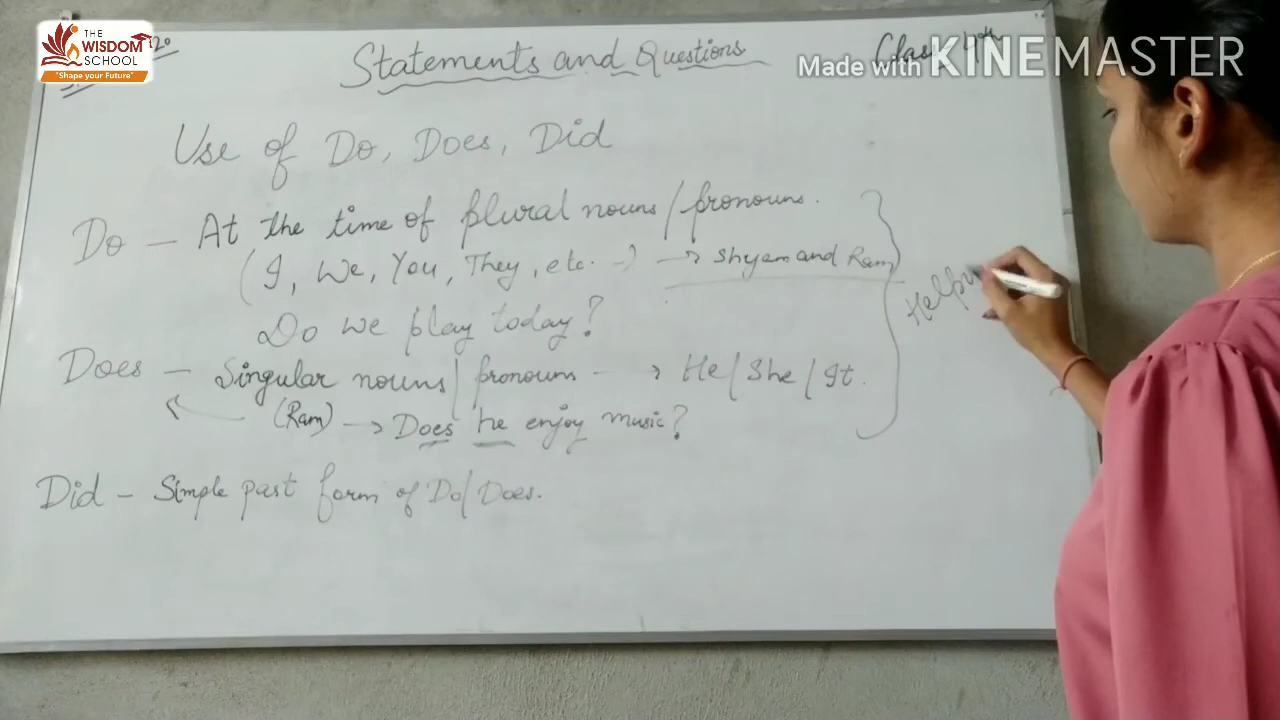 THE
WISDOM
SCHOOL
"Shape your Future"
20
Statements and Questions
Class
Made with KINEMASTER
Use of Do, Does, Did
Do – At the time of plural nouns / pronouns.
(I, We, You, They, etc. -) → Shyam and Ram
Do we play today?
Does – Singular nouns / pronouns → He / She / It.
(Ram) → Does he enjoy music?
Did – Simple past form of Do / Does.